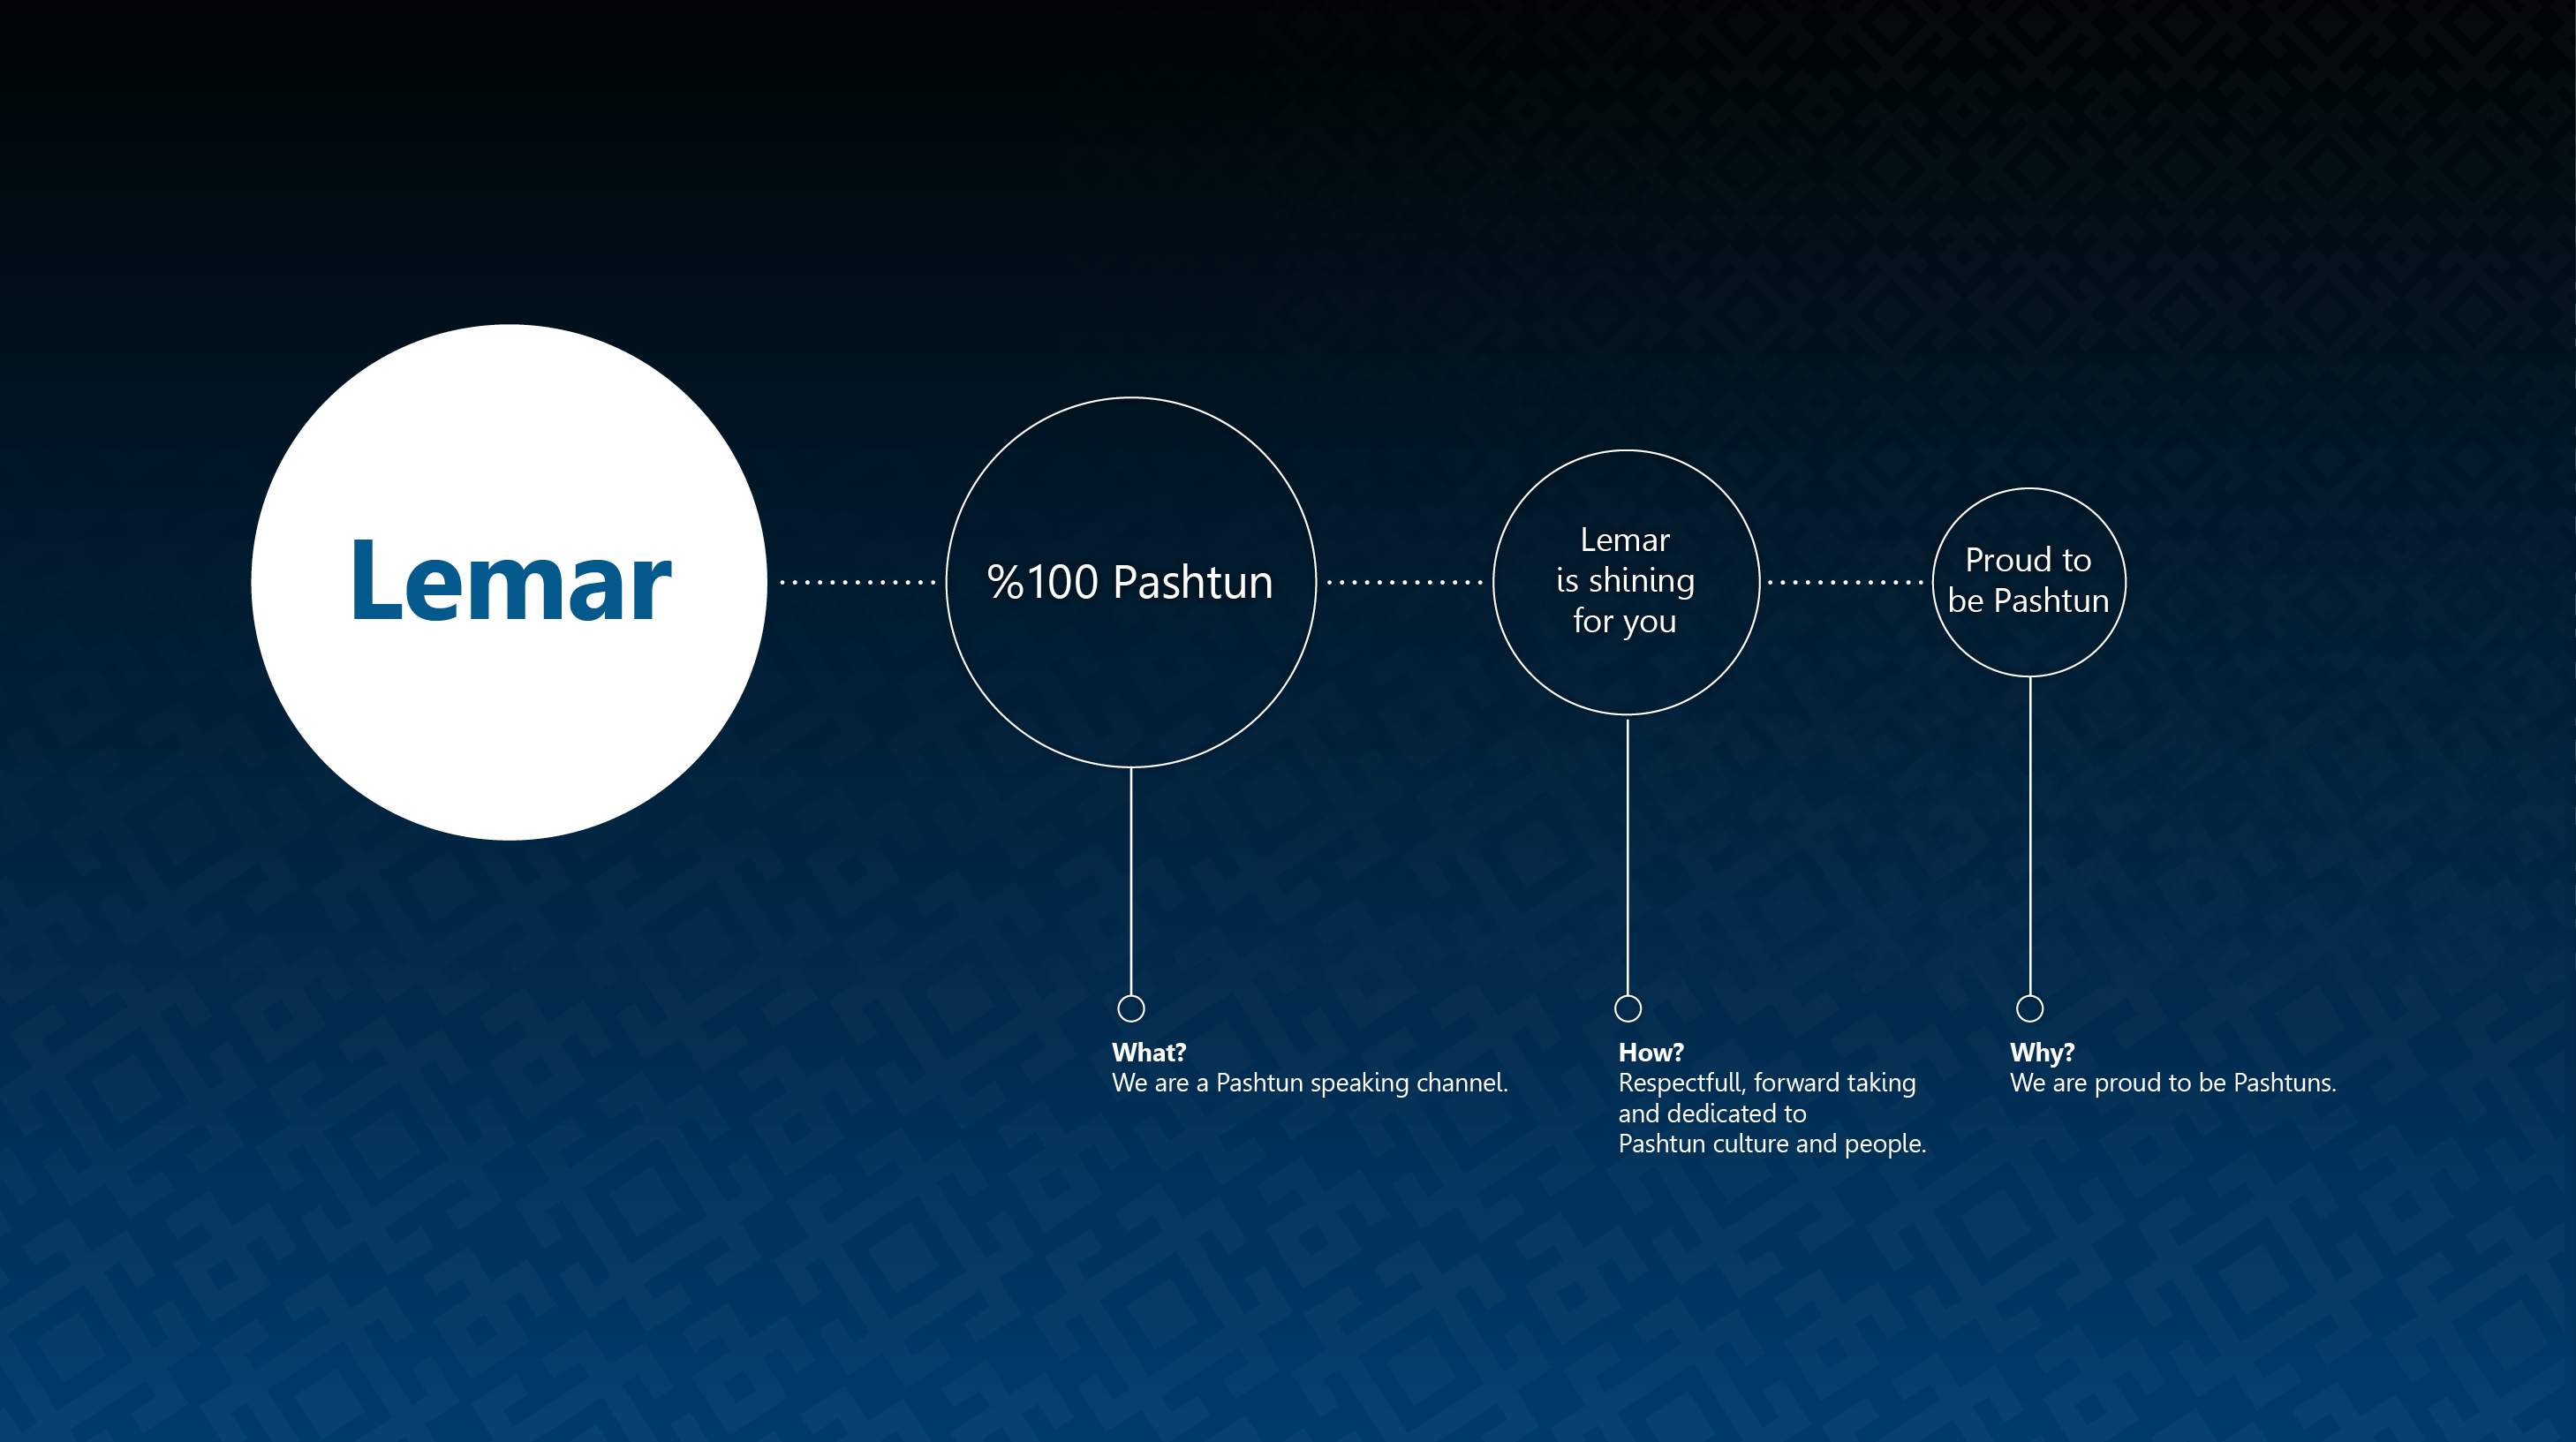 Lemar
%100 Pashtun
Lemar
is shining
for you
Proud to
be Pashtun
What?
We are a Pashtun speaking channel.
How?
Respectfull, forward taking
and dedicated to
Pashtun culture and people.
Why?
We are proud to be Pashtuns.